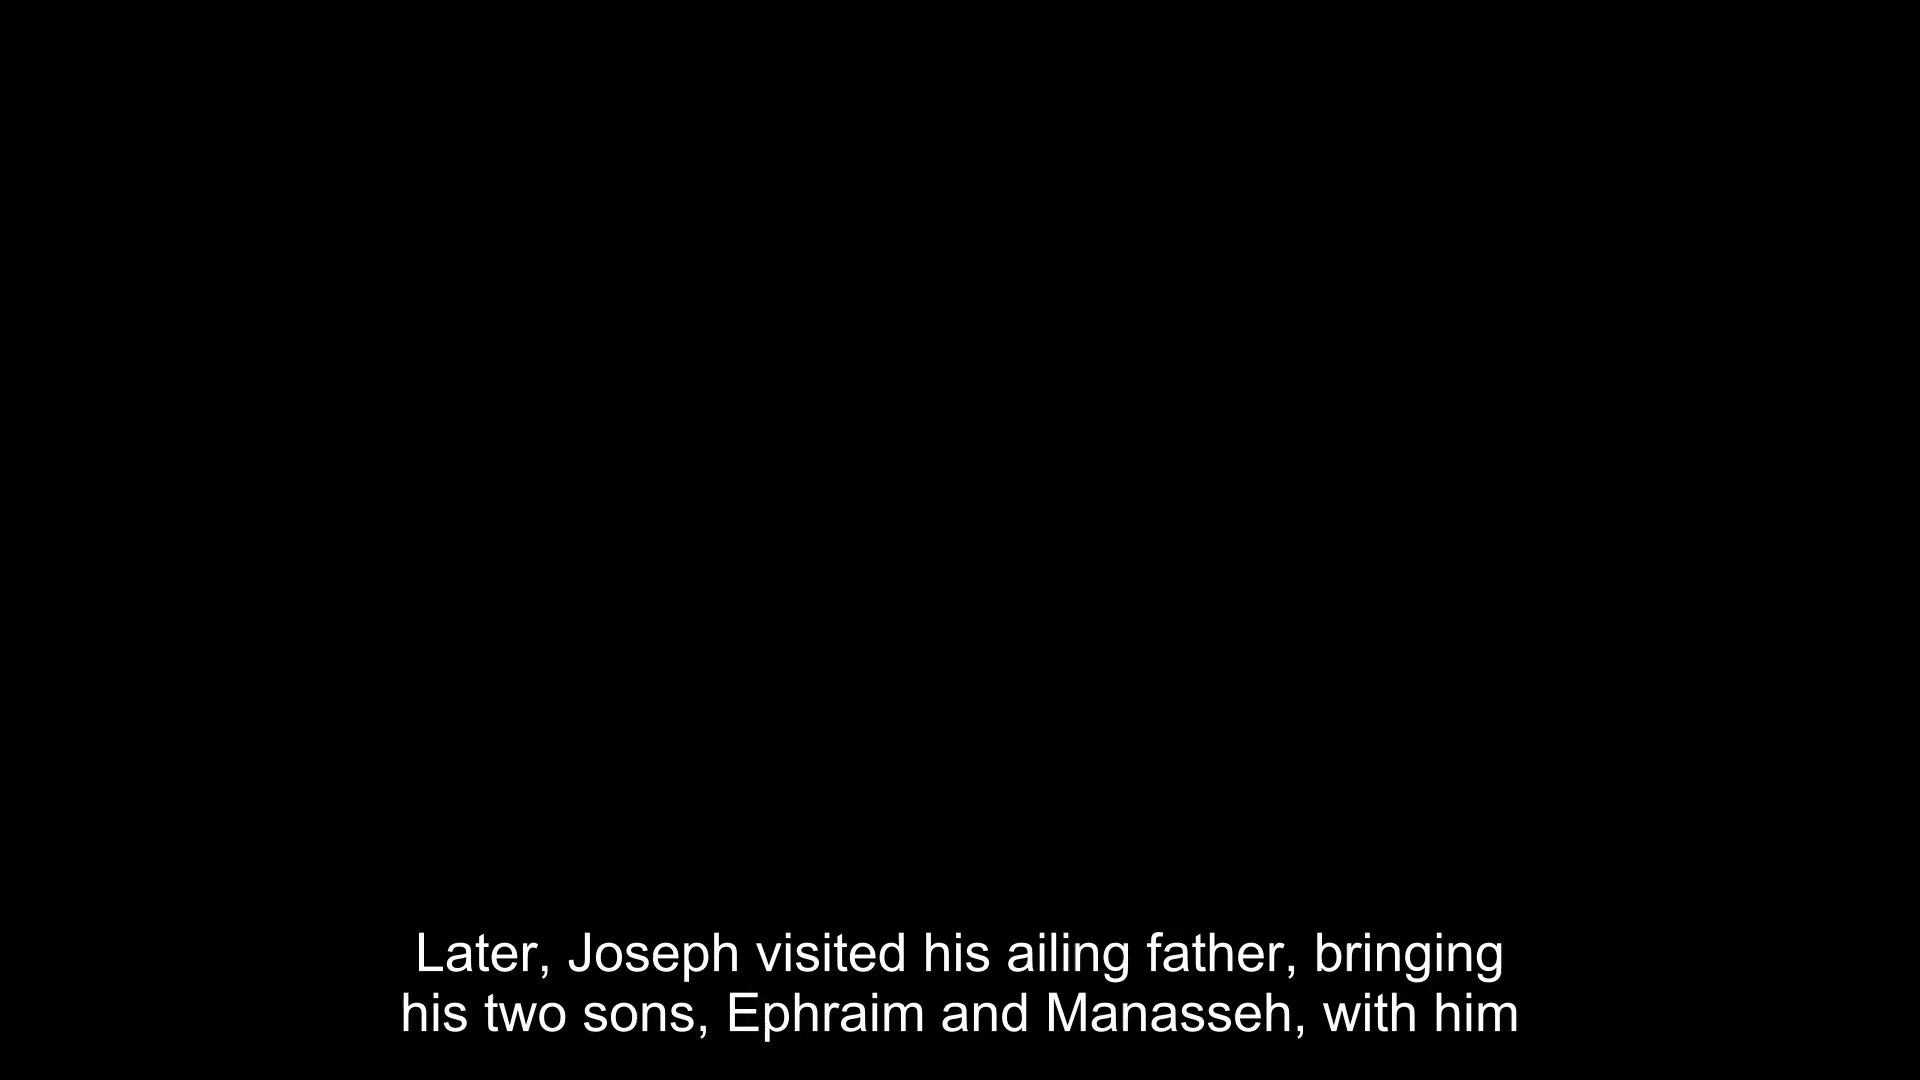 Later, Joseph visited his ailing father, bringing
his two sons, Ephraim and Manasseh, with him